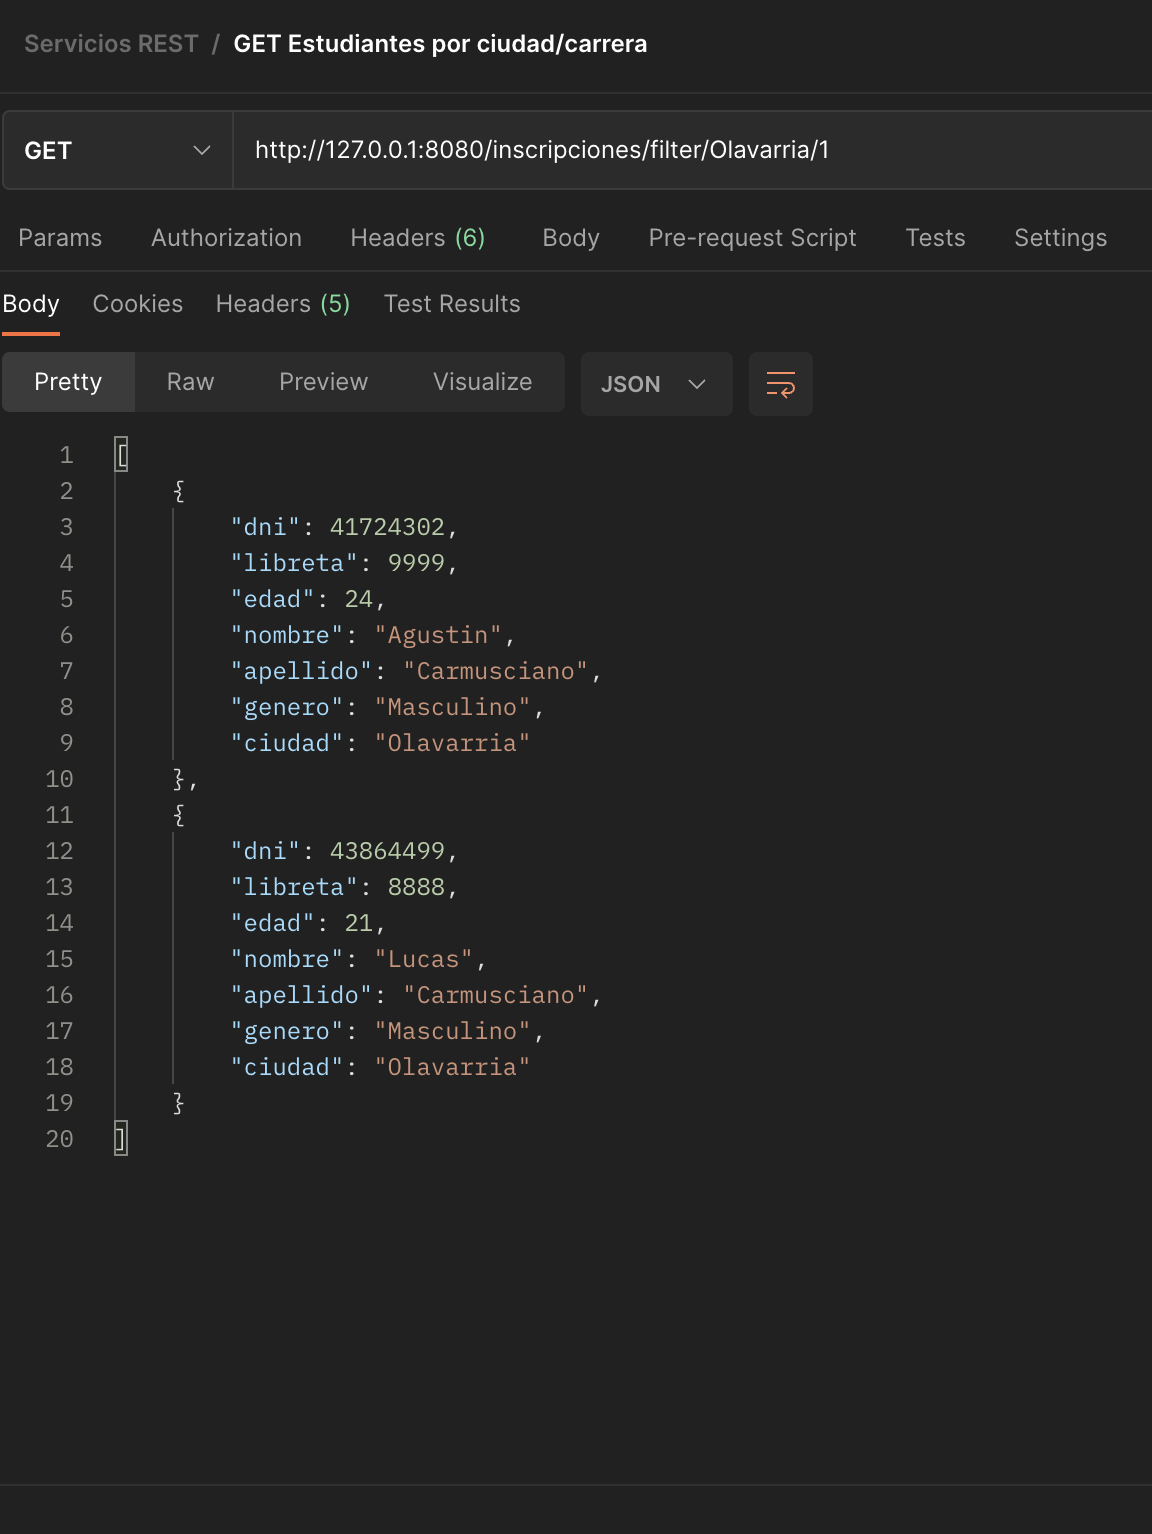 Servicios REST / GET Estudiantes por ciudad/carrera
GET http://127.0.0.1:8080/inscripciones/filter/Olavarria/1
Params Authorization Headers (6) Body Pre-request Script Tests Settings
Body Cookies Headers (5) Test Results
Pretty Raw Preview Visualize JSON
1 [
2 {
3 "dni": 41724302,
4 "libreta": 9999,
5 "edad": 24,
6 "nombre": "Agustin",
7 "apellido": "Carmusciano",
8 "genero": "Masculino",
9 "ciudad": "Olavarria"
10 },
11 {
12 "dni": 43864499,
13 "libreta": 8888,
14 "edad": 21,
15 "nombre": "Lucas",
16 "apellido": "Carmusciano",
17 "genero": "Masculino",
18 "ciudad": "Olavarria"
19 }
20 ]